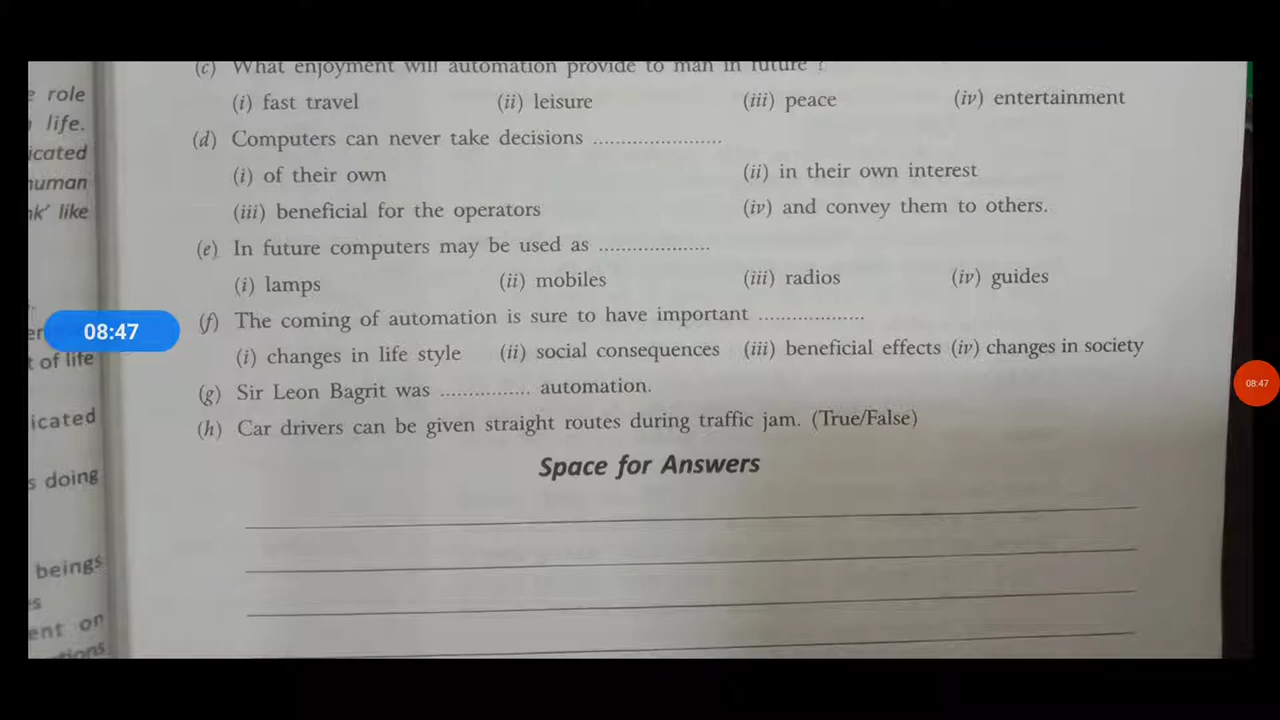 e role
life.
icated
human
nk' like
er
t of life
icated
s doing
beings
es
ent on
tions
(c) What enjoyment will automation provide to man in future ?
(i) fast travel (ii) leisure (iii) peace (iv) entertainment
(d) Computers can never take decisions ......................
(i) of their own (ii) in their own interest
(iii) beneficial for the operators (iv) and convey them to others.
(e) In future computers may be used as ....................
(i) lamps (ii) mobiles (iii) radios (iv) guides
(f) The coming of automation is sure to have important ...................
(i) changes in life style (ii) social consequences (iii) beneficial effects (iv) changes in society
(g) Sir Leon Bagrit was ................ automation.
(h) Car drivers can be given straight routes during traffic jam. (True/False)
Space for Answers
08:47
08:47